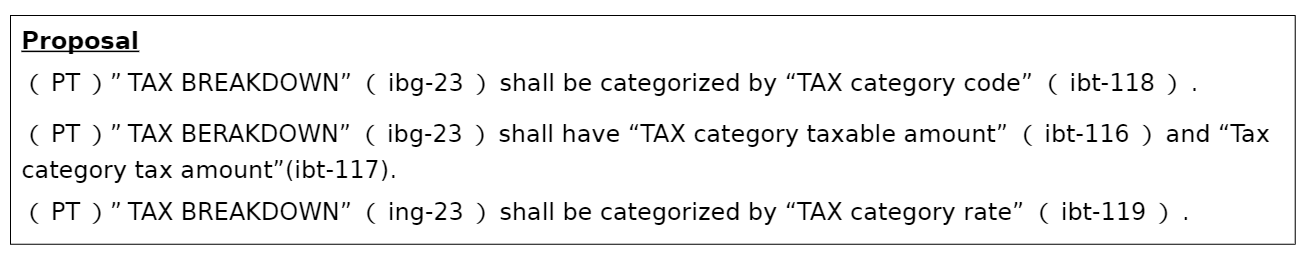 Proposal
（PT）”TAX BREAKDOWN”（ibg-23）shall be categorized by “TAX category code”（ibt-118）.
（PT）”TAX BERAKDOWN”（ibg-23）shall have “TAX category taxable amount”（ibt-116）and “Tax
category tax amount”(ibt-117).
（PT）”TAX BREAKDOWN”（ing-23）shall be categorized by “TAX category rate”（ibt-119）.